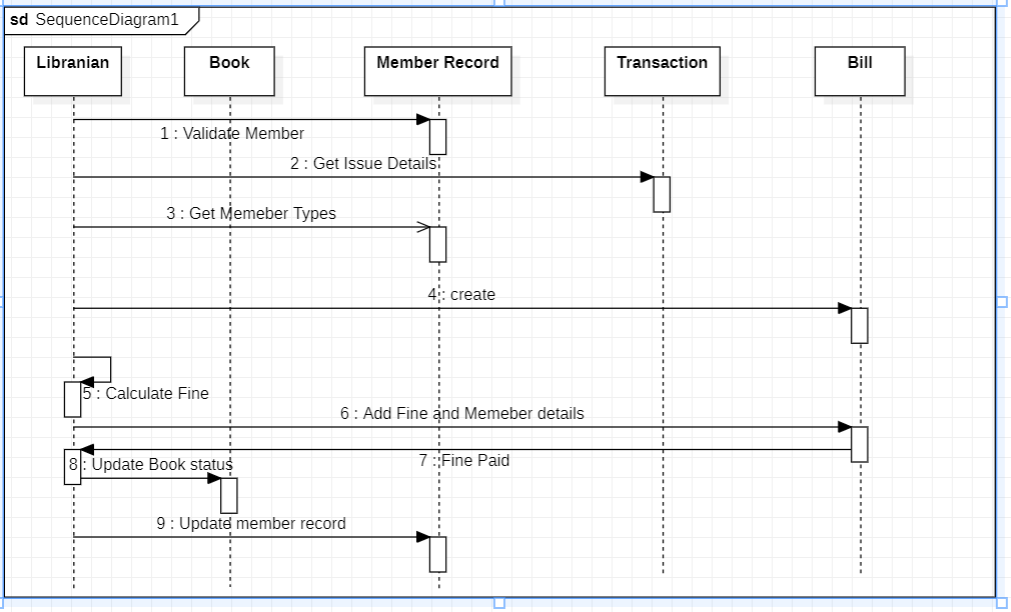 sd SequenceDiagram1
Libranian
Book
Member Record
Transaction
Bill
1 : Validate Member
2 : Get Issue Details
3 : Get Memeber Types
4 : create
5 : Calculate Fine
6 : Add Fine and Memeber details
7 : Fine Paid
8 : Update Book status
9 : Update member record